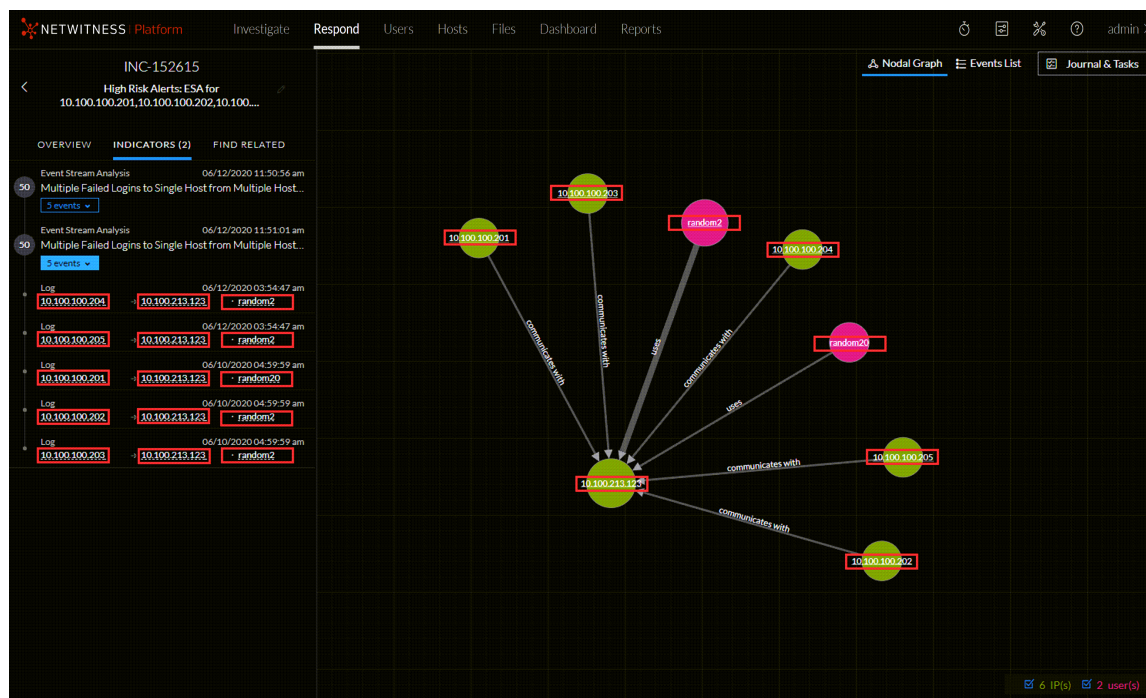 NETWITNESS Platform Investigate Respond Users Hosts Files Dashboard Reports admin
INC-152615
High Risk Alerts: ESA for
10.100.100.201,10.100.100.202,10.100....
Nodal Graph Events List Journal & Tasks
OVERVIEW INDICATORS (2) FIND RELATED
Event Stream Analysis 06/12/2020 11:50:56 am
50 Multiple Failed Logins to Single Host from Multiple Host...
5 events
Event Stream Analysis 06/12/2020 11:51:01 am
50 Multiple Failed Logins to Single Host from Multiple Host...
5 events
Log 06/12/2020 03:54:47 am
10.100.100.204 10.100.213.123 random2
Log 06/12/2020 03:54:47 am
10.100.100.205 10.100.213.123 random2
Log 06/10/2020 04:59:59 am
10.100.100.201 10.100.213.123 random20
Log 06/10/2020 04:59:59 am
10.100.100.202 10.100.213.123 random2
Log 06/10/2020 04:59:59 am
10.100.100.203 10.100.213.123 random2
10.100.100.203
random2
10.100.100.201
10.100.100.204
communicates with
communicates with
uses
communicates with
random20
uses
10.100.100.205
communicates with
10.100.213.123
communicates with
10.100.100.202
6 IP(s) 2 user(s)